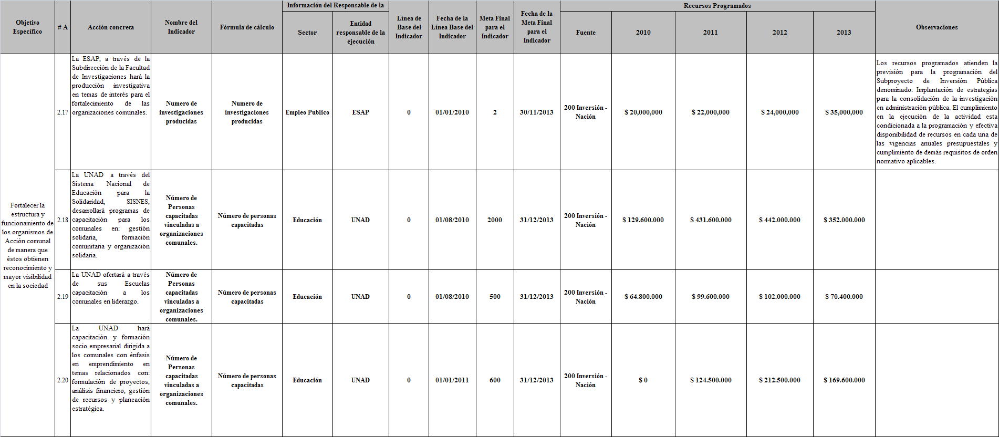 Objetivo
Específico
# A
Acción concreta
Nombre del
Indicador
Fórmula de cálculo
Información del Responsable de la
Sector
Entidad
responsable de la
ejecución
Línea de
Base del
Indicador
Fecha de la
Línea Base del
Indicador
Meta Final
para el
Indicador
Fecha de la
Meta Final
para el
Indicador
Recursos Programados
Fuente
2010
2011
2012
2013
Observaciones
Fortalecer la
estructura y
funcionamiento de
los organismos de
Acción comunal
de manera que
éstos obtienen
reconocimiento y
mayor visibilidad
en la sociedad
2.17
La ESAP, a través de la
Subdirección de la Facultad
de Investigaciones hará la
producción investigativa
en temas de interés para el
fortalecimiento de las
organizaciones comunales.
Numero de
investigaciones
producidas
Numero de
investigaciones
producidas
Empleo Publico
ESAP
0
01/01/2010
2
30/11/2013
200 Inversión -
Nación
$ 20,000,000
$ 22,000,000
$ 24,000,000
$ 35,000,000
Los recursos programados atienden la
previsión para la programación del
Subproyecto de Inversión Pública
denominado: Implantación de estrategias
para la consolidación de la investigación
en administración pública. El cumplimiento
en la ejecución de la actividad esta
condicionada a la programación y efectiva
disponibilidad de recursos en cada una de
las vigencias anuales presupuestales y
cumplimiento de demás requisitos de orden
normativo aplicables.
2.18
La UNAD a través del
Sistema Nacional de
Educación para la
Solidaridad, SISNES,
desarrollará programas de
capacitación para los
comunales en: gestión
solidaria, formación
comunitaria y organización
solidaria.
Número de
Personas
capacitadas
vinculadas a
organizaciones
comunales.
Número de personas
capacitadas
Educación
UNAD
0
01/08/2010
2000
31/12/2013
200 Inversión -
Nación
$ 129.600.000
$ 431.600.000
$ 442.000.000
$ 352.000.000
2.19
La UNAD ofertará a través
de sus Escuelas
capacitación a los
comunales en liderazgo.
Número de
Personas
capacitadas
vinculadas a
organizaciones
comunales.
Número de personas
capacitadas
Educación
UNAD
0
01/08/2010
500
31/12/2013
200 Inversión -
Nación
$ 64.800.000
$ 99.600.000
$ 102.000.000
$ 70.400.000
2.20
La UNAD hará
capacitación y formación
socio empresarial dirigida a
los comunales con énfasis
en emprendimiento en
temas relacionados con:
formulación de proyectos,
análisis financiero, gestión
de recursos y planeación
estratégica.
Número de
Personas
capacitadas
vinculadas a
organizaciones
comunales.
Número de personas
capacitadas
Educación
UNAD
0
01/01/2011
600
31/12/2013
200 Inversión -
Nación
$ 0
$ 124.500.000
$ 212.500.000
$ 169.600.000